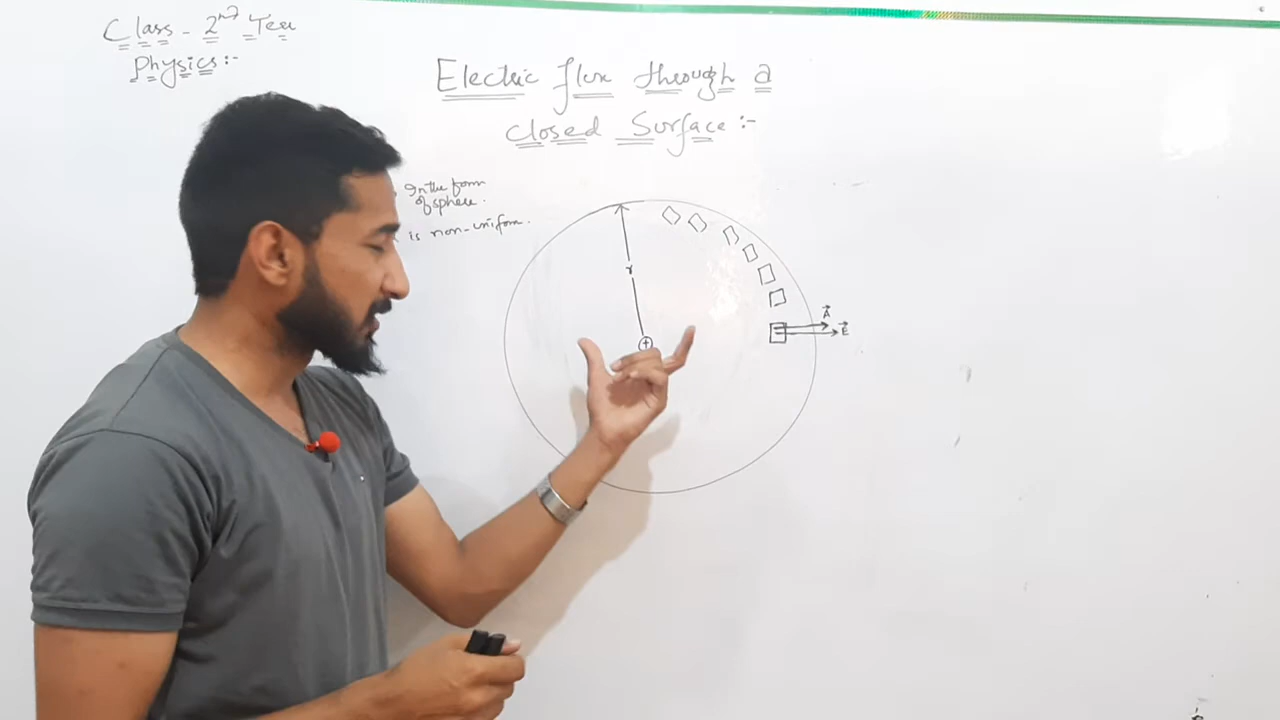 Class - 2nd Year
Physics:-
Electric flux through a
closed Surface:-
In the form
of sphere.
is non-uniform.
r
+
A
E